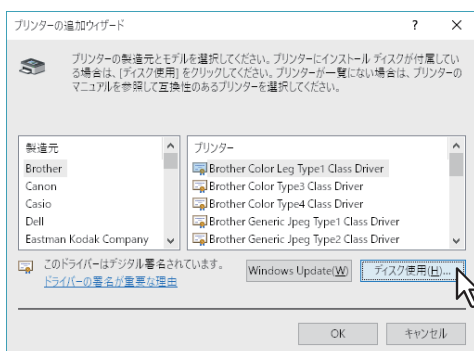 プリンターの追加ウィザード
? ×
プリンターの製造元とモデルを選択してください。プリンターにインストール ディスクが付属してい
る場合は、[ディスク使用] をクリックしてください。プリンターが一覧にない場合は、プリンターの
マニュアルを参照して互換性のあるプリンターを選択してください。
製造元
Brother
Canon
Casio
Dell
Eastman Kodak Company
プリンター
Brother Color Leg Type1 Class Driver
Brother Color Type3 Class Driver
Brother Color Type4 Class Driver
Brother Generic Jpeg Type1 Class Driver
Brother Generic Jpeg Type2 Class Driver
このドライバーはデジタル署名されています。
ドライバーの署名が重要な理由
Windows Update(W)
ディスク使用(H)...
OK
キャンセル